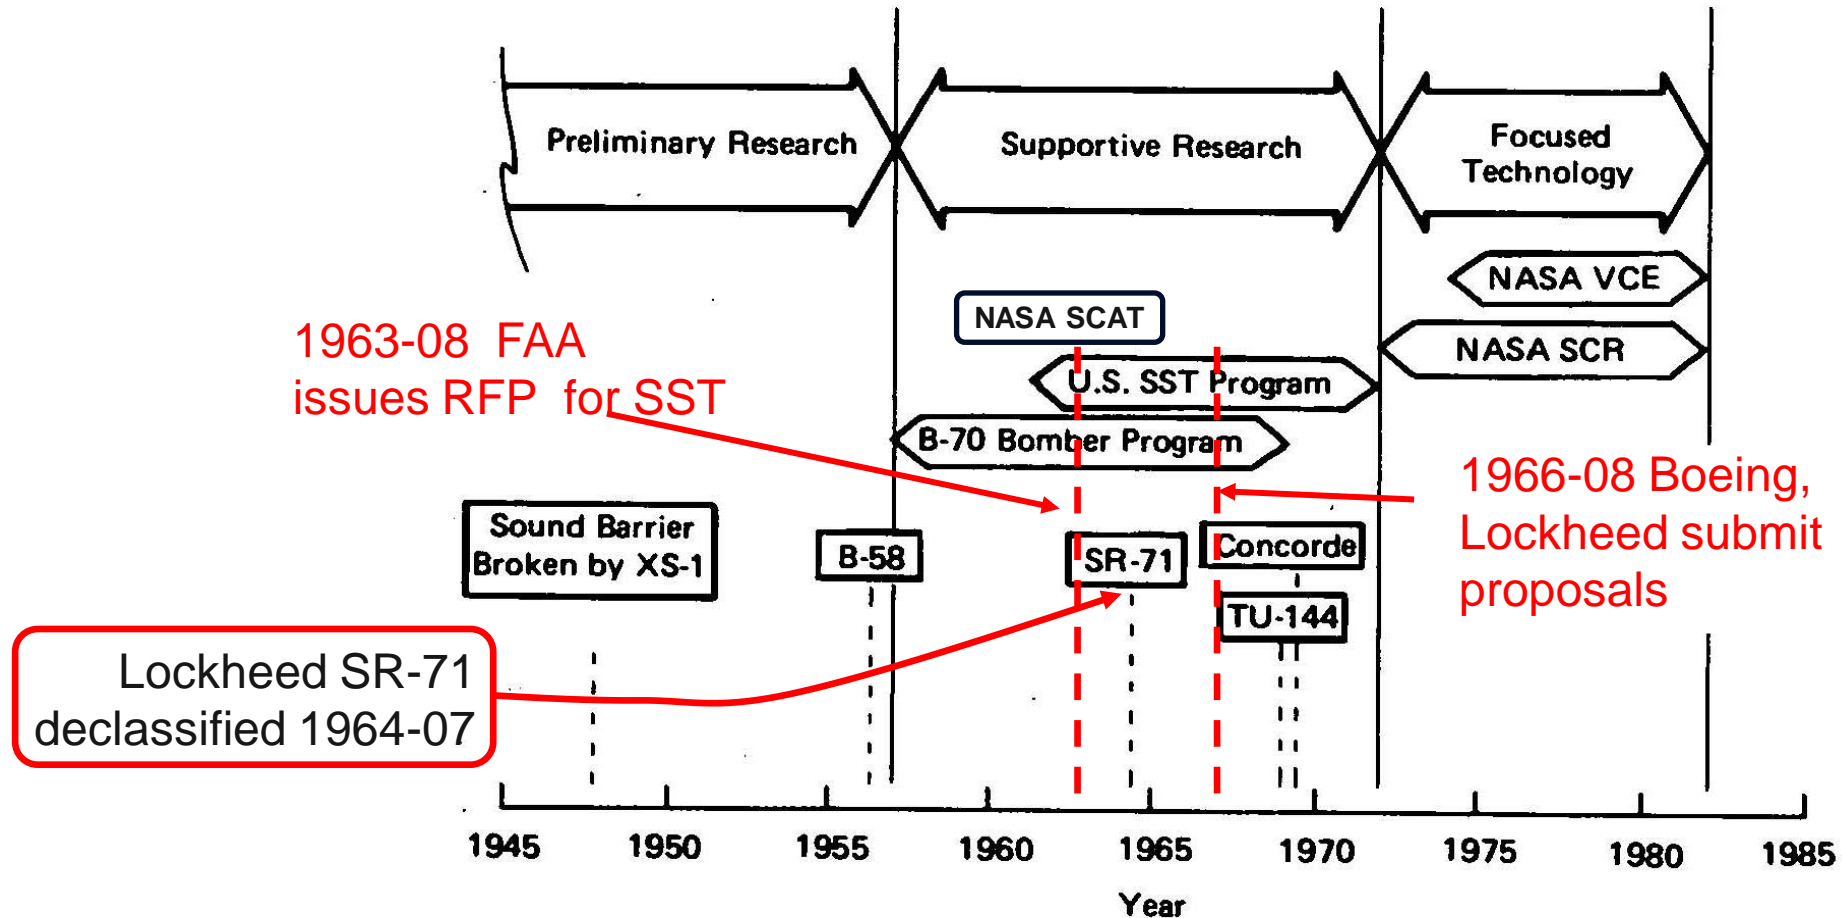 Preliminary Research
Supportive Research
Focused
Technology
NASA VCE
NASA SCAT
NASA SCR
1963-08 FAA
issues RFP for SST
U.S. SST Program
B-70 Bomber Program
1966-08 Boeing,
Lockheed submit
proposals
Sound Barrier
Broken by XS-1
B-58
SR-71
Concorde
TU-144
Lockheed SR-71
declassified 1964-07
1945 1950 1955 1960 1965 1970 1975 1980 1985
Year